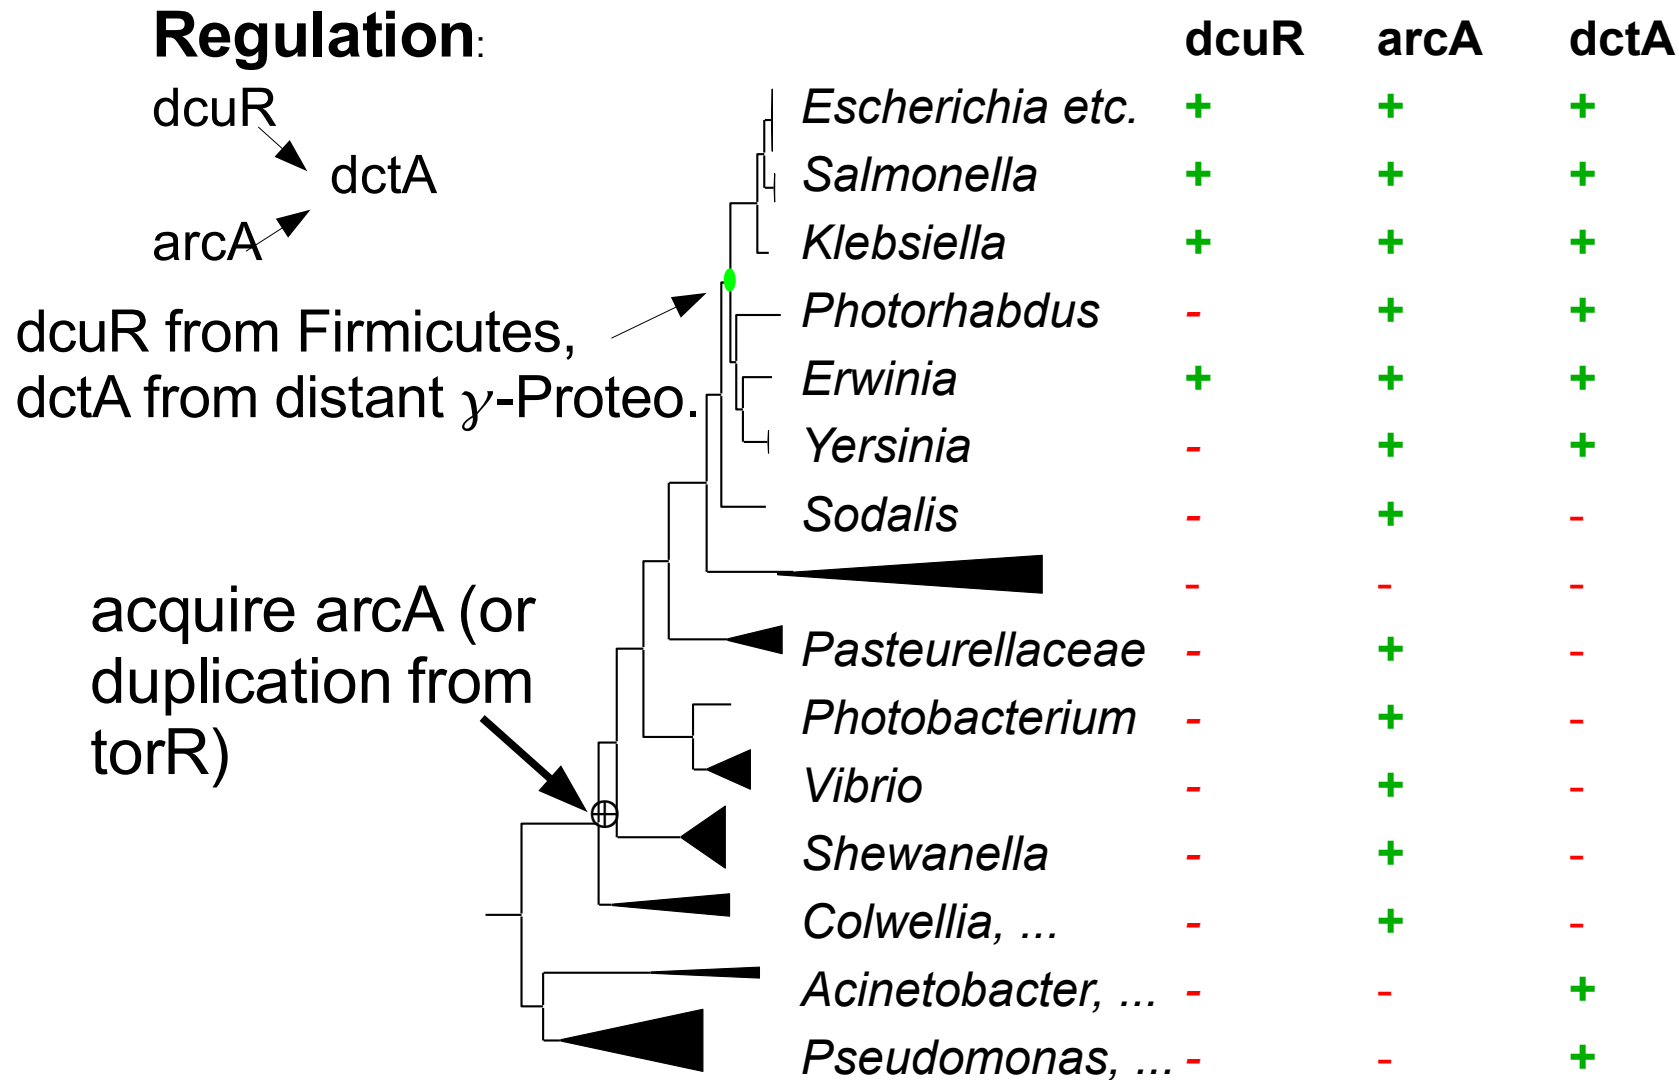 Regulation:
dcuR
dctA
arcA
dcuR from Firmicutes,
dctA from distant γ-Proteo.
acquire arcA (or
duplication from
torR)
dcuR arcA dctA
Escherichia etc. + + +
Salmonella + + +
Klebsiella + + +
Photorhabdus - + +
Erwinia + + +
Yersinia - + +
Sodalis - + -
- - -
Pasteurellaceae - + -
Photobacterium - + -
Vibrio - + -
Shewanella - + -
Colwellia, ... - + -
Acinetobacter, ... - - +
Pseudomonas, ... - - +